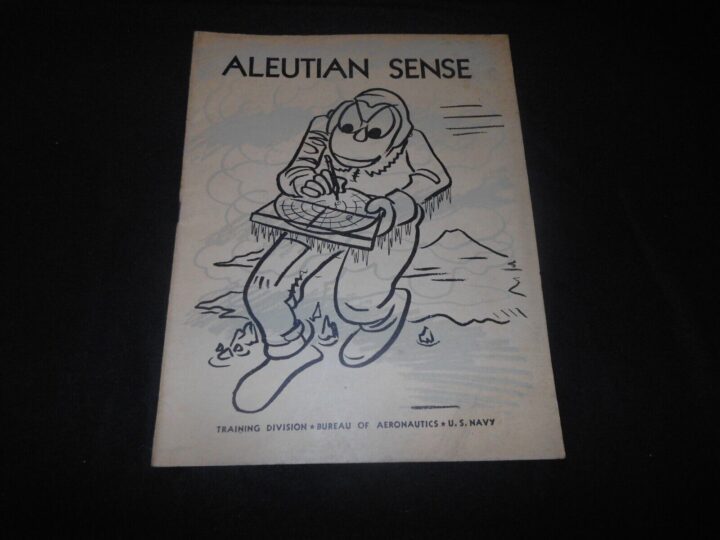 ALEUTIAN SENSE
TRAINING DIVISION ★ BUREAU OF AERONAUTICS ★ U. S. NAVY